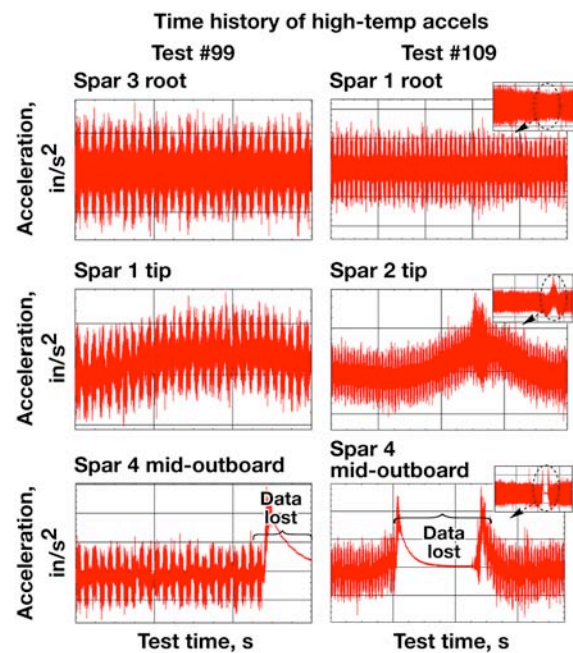 Time history of high-temp accels
Test #99
Test #109
Spar 3 root
Spar 1 root
Acceleration,
in/s2
Spar 1 tip
Spar 2 tip
Acceleration,
in/s2
Spar 4 mid-outboard
Spar 4
mid-outboard
Data
lost
Data
lost
Acceleration,
in/s2
Test time, s
Test time, s